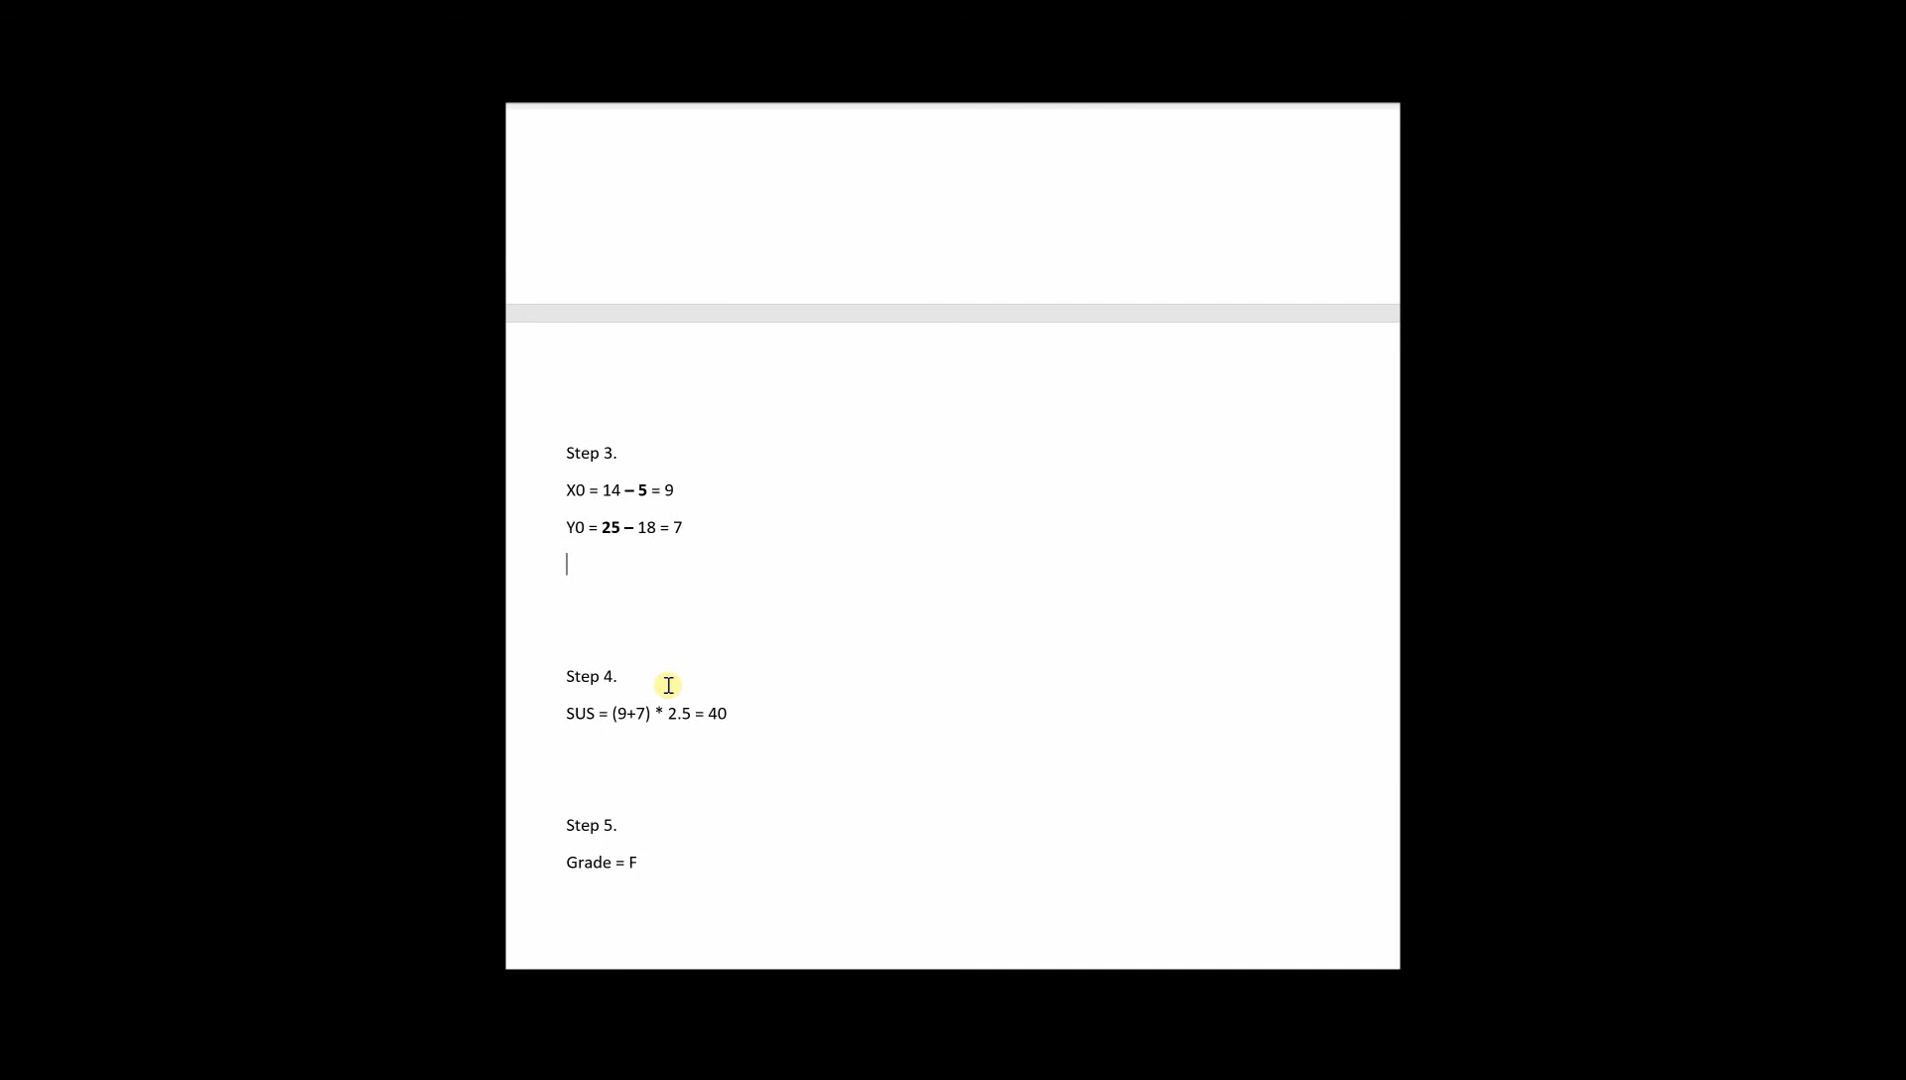 Step 3.
X0 = 14 – 5 = 9
Y0 = 25 – 18 = 7
Step 4.
SUS = (9+7) * 2.5 = 40
Step 5.
Grade = F